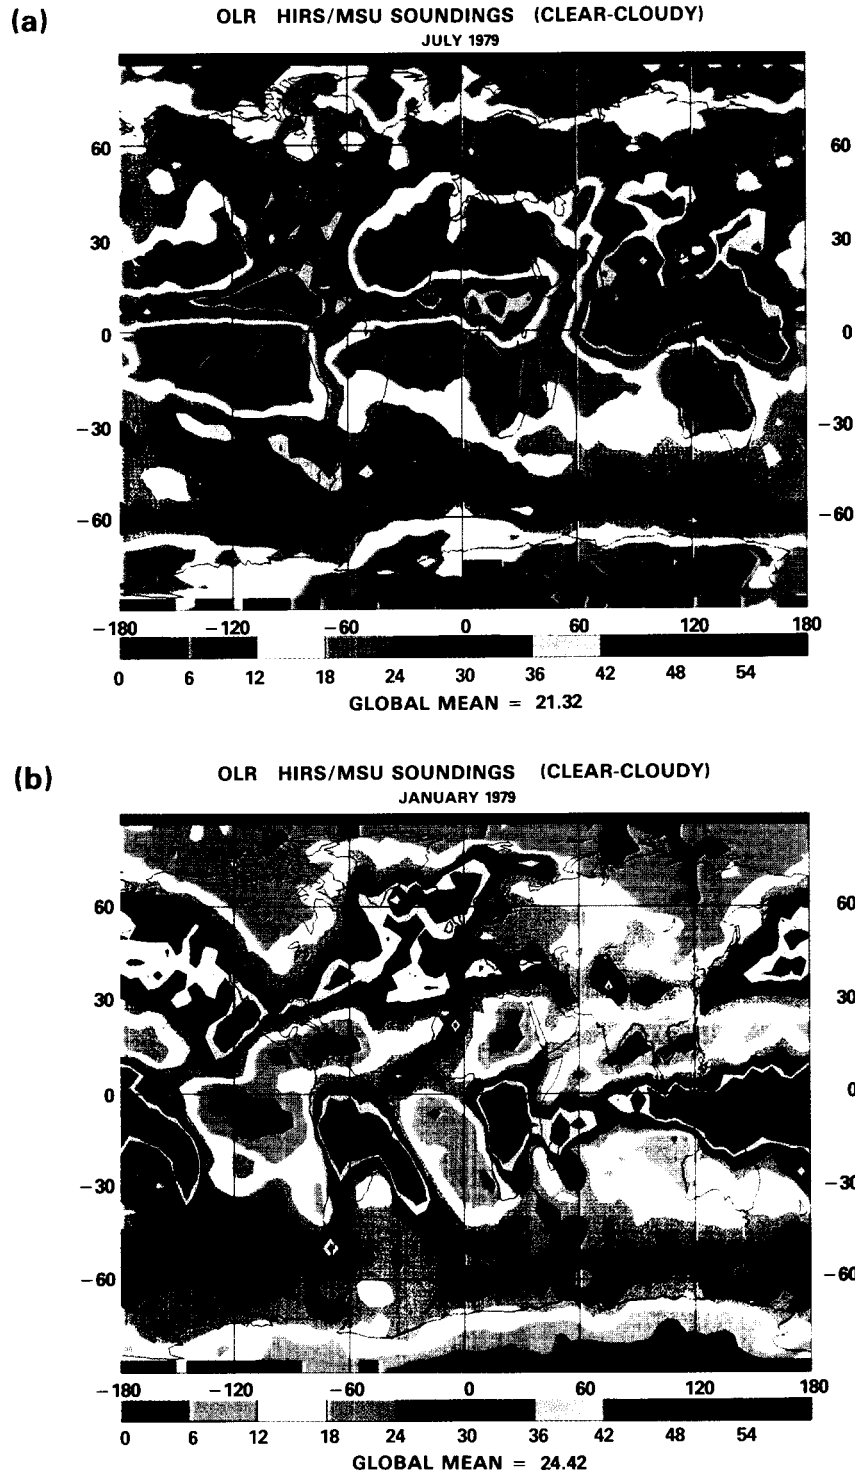 (a)
OLR HIRS/MSU SOUNDINGS (CLEAR-CLOUDY)
JULY 1979
60 60
30 30
0 0
−30 −30
−60 −60
−180 −120 −60 0 60 120 180
0 6 12 18 24 30 36 42 48 54
GLOBAL MEAN = 21.32
(b)
OLR HIRS/MSU SOUNDINGS (CLEAR-CLOUDY)
JANUARY 1979
60 60
30 30
0 0
−30 −30
−60 −60
−180 −120 −60 0 60 120 180
0 6 12 18 24 30 36 42 48 54
GLOBAL MEAN = 24.42